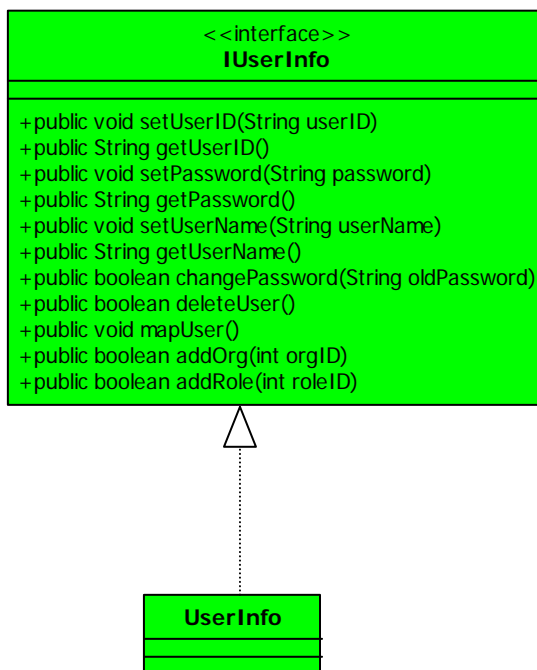 <<interface>>
IUserInfo
+public void setUserID(String userID)
+public String getUserID()
+public void setPassword(String password)
+public String getPassword()
+public void setUserName(String userName)
+public String getUserName()
+public boolean changePassword(String oldPassword)
+public boolean deleteUser()
+public void mapUser()
+public boolean addOrg(int orgID)
+public boolean addRole(int roleID)
UserInfo